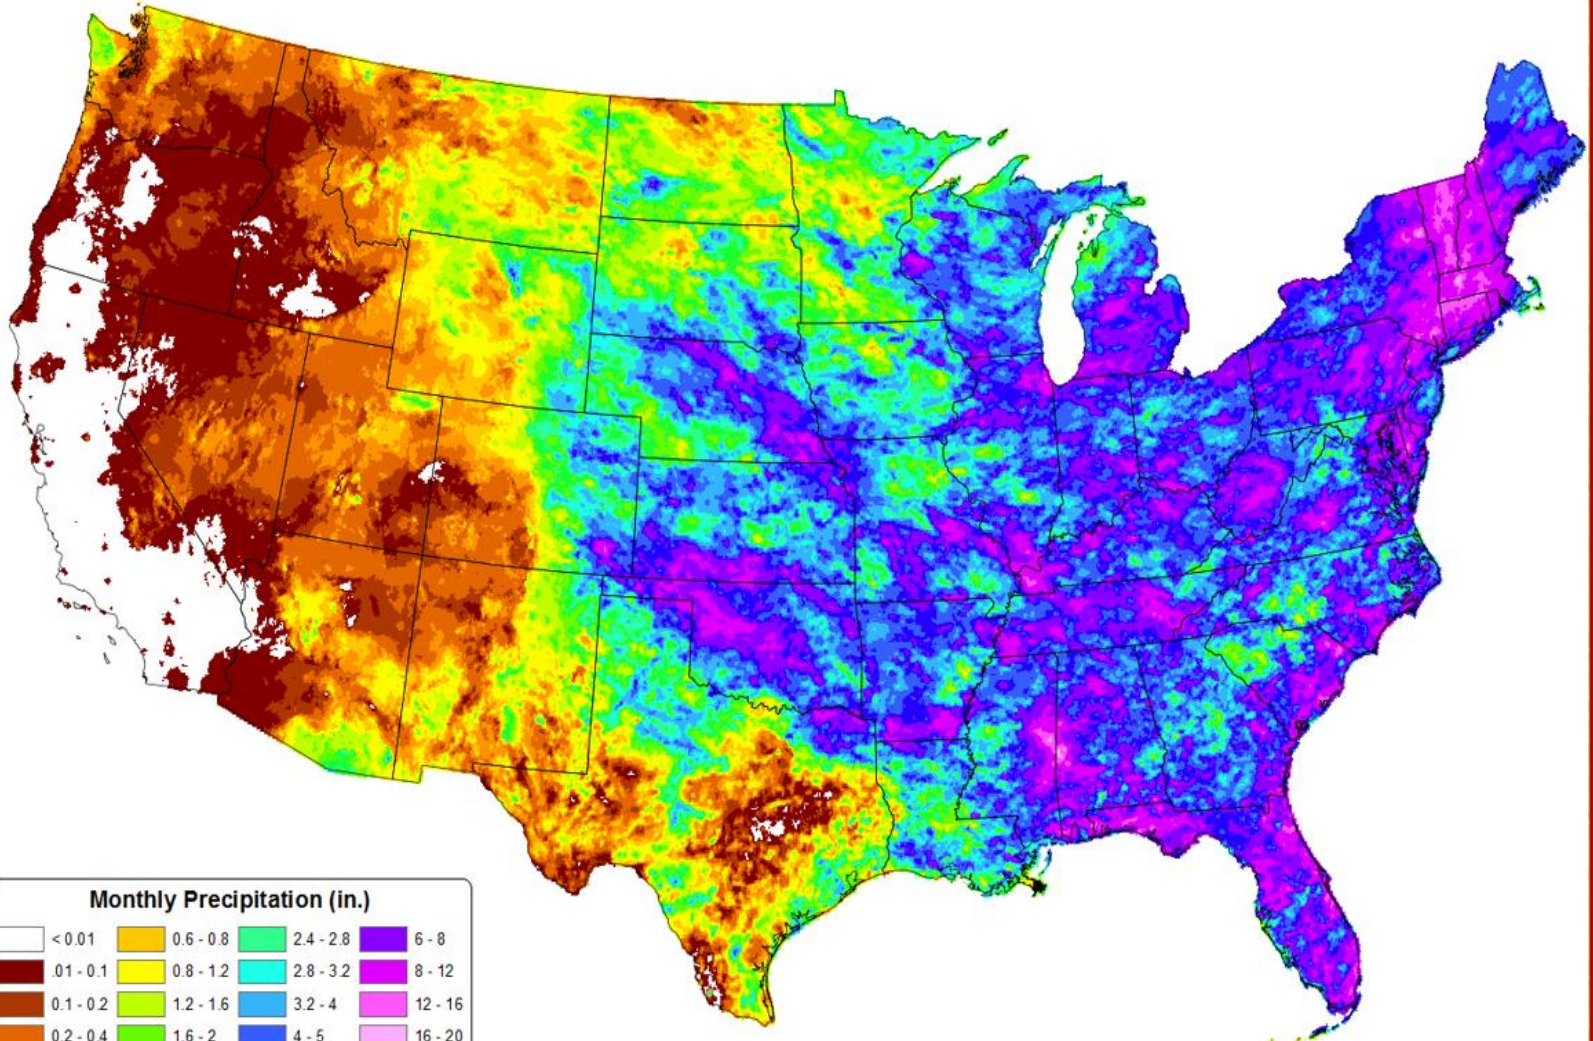 Monthly Precipitation (in.)
< 0.01 0.6 - 0.8 2.4 - 2.8 6 - 8
.01 - 0.1 0.8 - 1.2 2.8 - 3.2 8 - 12
0.1 - 0.2 1.2 - 1.6 3.2 - 4 12 - 16
0.2 - 0.4 1.6 - 2 4 - 5 16 - 20